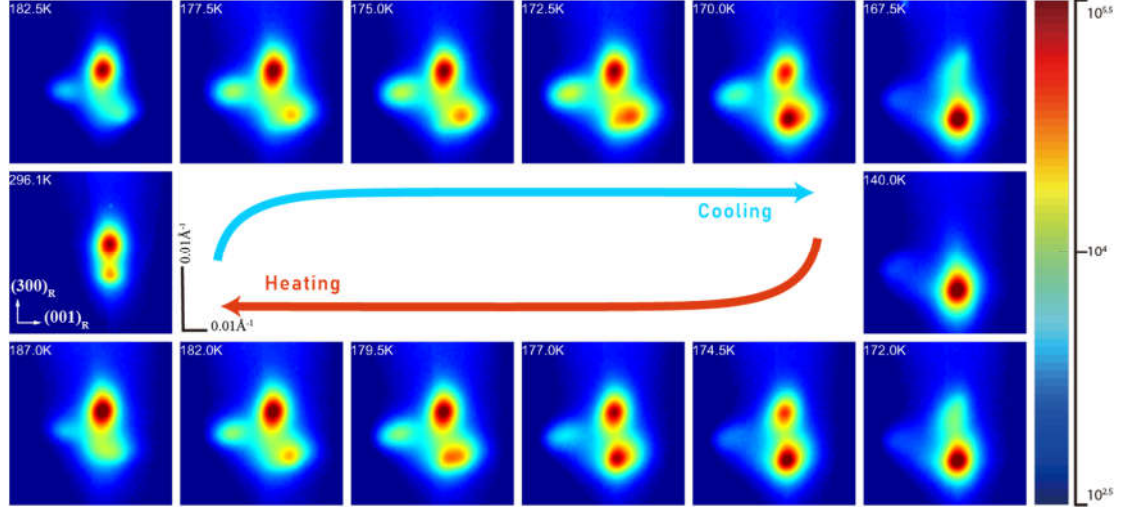 182.5K 177.5K 175.0K 172.5K 170.0K 167.5K 10^5.5
296.1K 140.0K
Cooling
0.01Å⁻¹
10^4
Heating
(300)_R
(001)_R
0.01Å⁻¹
187.0K 182.0K 179.5K 177.0K 174.5K 172.0K
10^2.5